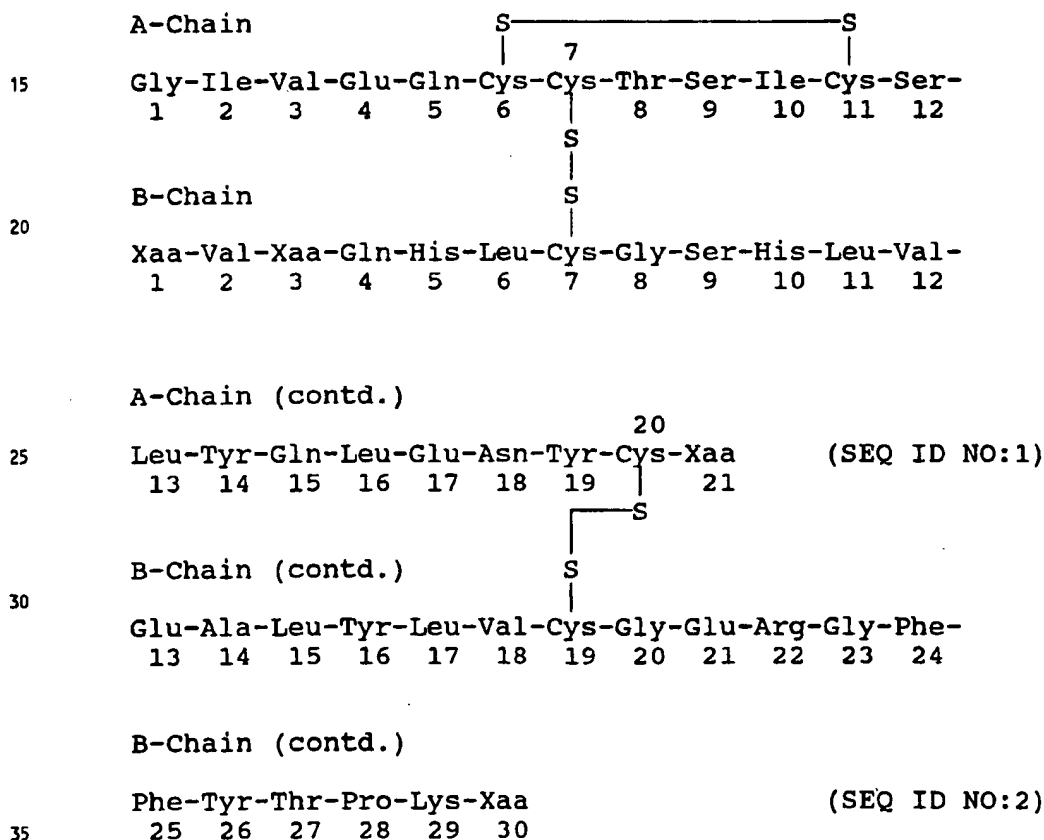 A-Chain S S
7
15 Gly-Ile-Val-Glu-Gln-Cys-Cys-Thr-Ser-Ile-Cys-Ser-
1 2 3 4 5 6 8 9 10 11 12
S
B-Chain S
20
Xaa-Val-Xaa-Gln-His-Leu-Cys-Gly-Ser-His-Leu-Val-
1 2 3 4 5 6 7 8 9 10 11 12
A-Chain (contd.)
20
25 Leu-Tyr-Gln-Leu-Glu-Asn-Tyr-Cys-Xaa (SEQ ID NO:1)
13 14 15 16 17 18 19 21
S
B-Chain (contd.) S
30
Glu-Ala-Leu-Tyr-Leu-Val-Cys-Gly-Glu-Arg-Gly-Phe-
13 14 15 16 17 18 19 20 21 22 23 24
B-Chain (contd.)
Phe-Tyr-Thr-Pro-Lys-Xaa (SEQ ID NO:2)
35 25 26 27 28 29 30